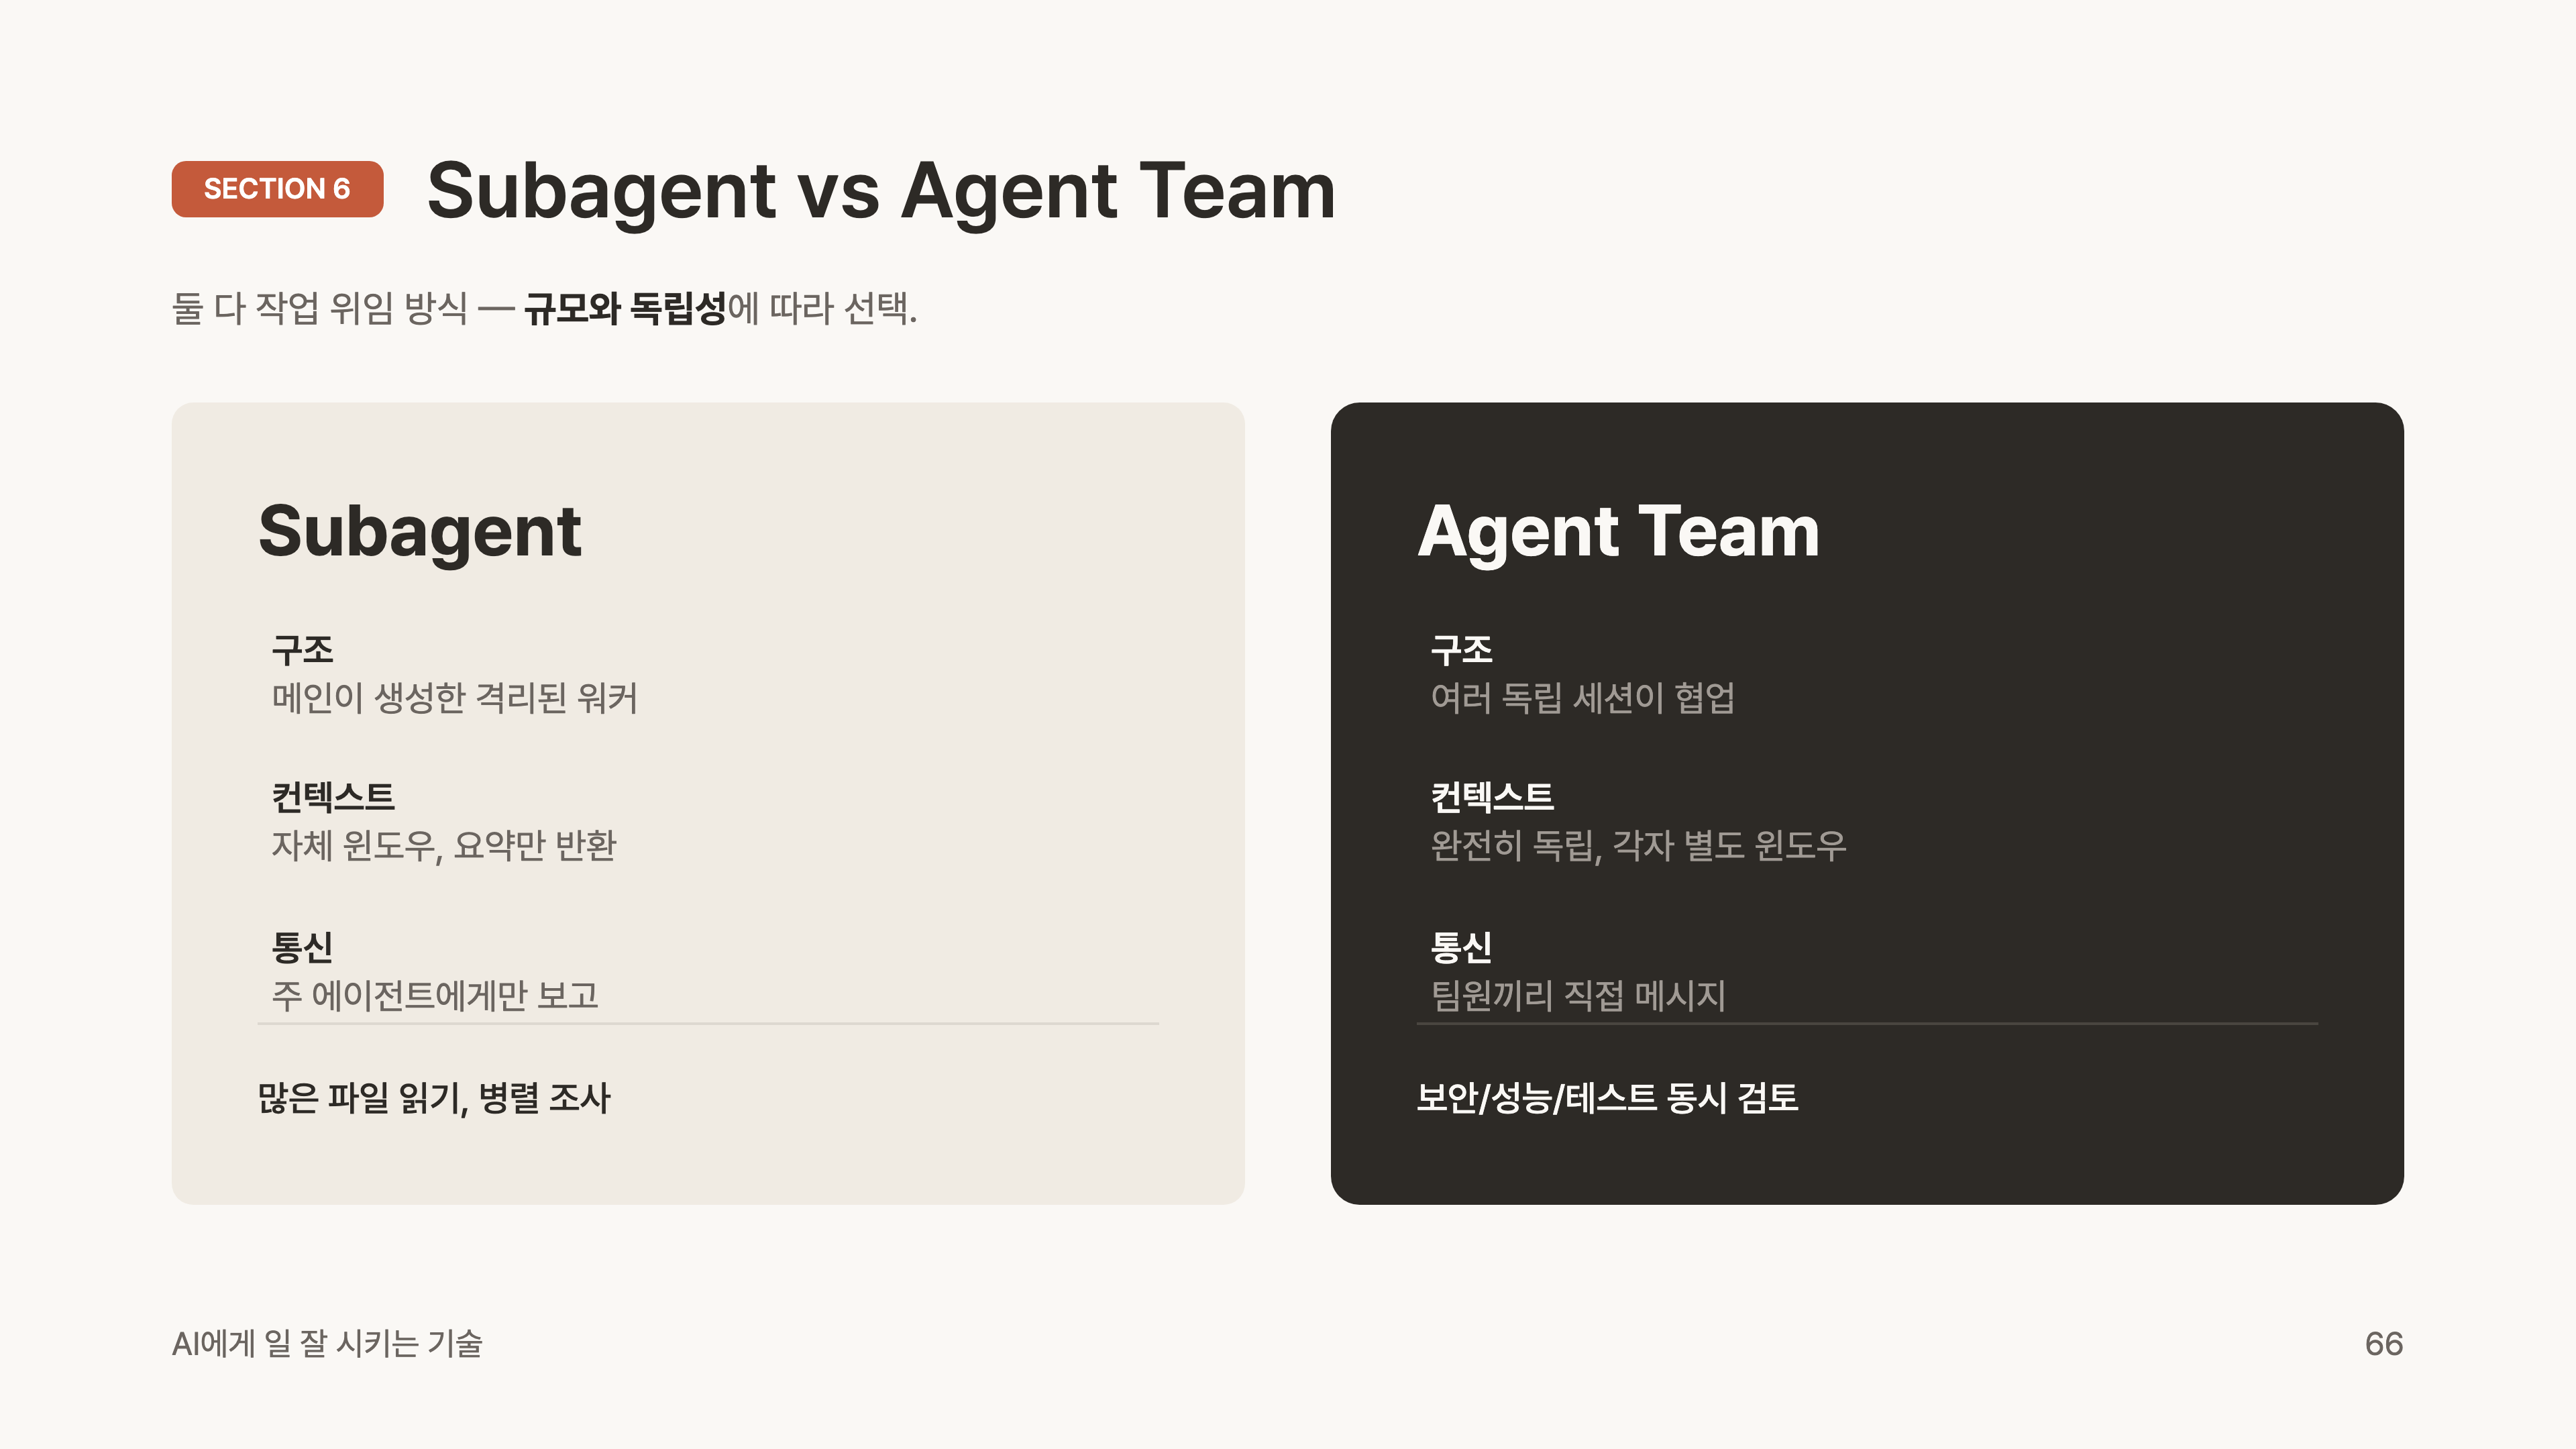 SECTION 6
Subagent vs Agent Team
둘 다 작업 위임 방식 — 규모와 독립성에 따라 선택.
Subagent
구조
메인이 생성한 격리된 워커
컨텍스트
자체 윈도우, 요약만 반환
통신
주 에이전트에게만 보고
많은 파일 읽기, 병렬 조사
Agent Team
구조
여러 독립 세션이 협업
컨텍스트
완전히 독립, 각자 별도 윈도우
통신
팀원끼리 직접 메시지
보안/성능/테스트 동시 검토
AI에게 일 잘 시키는 기술
66